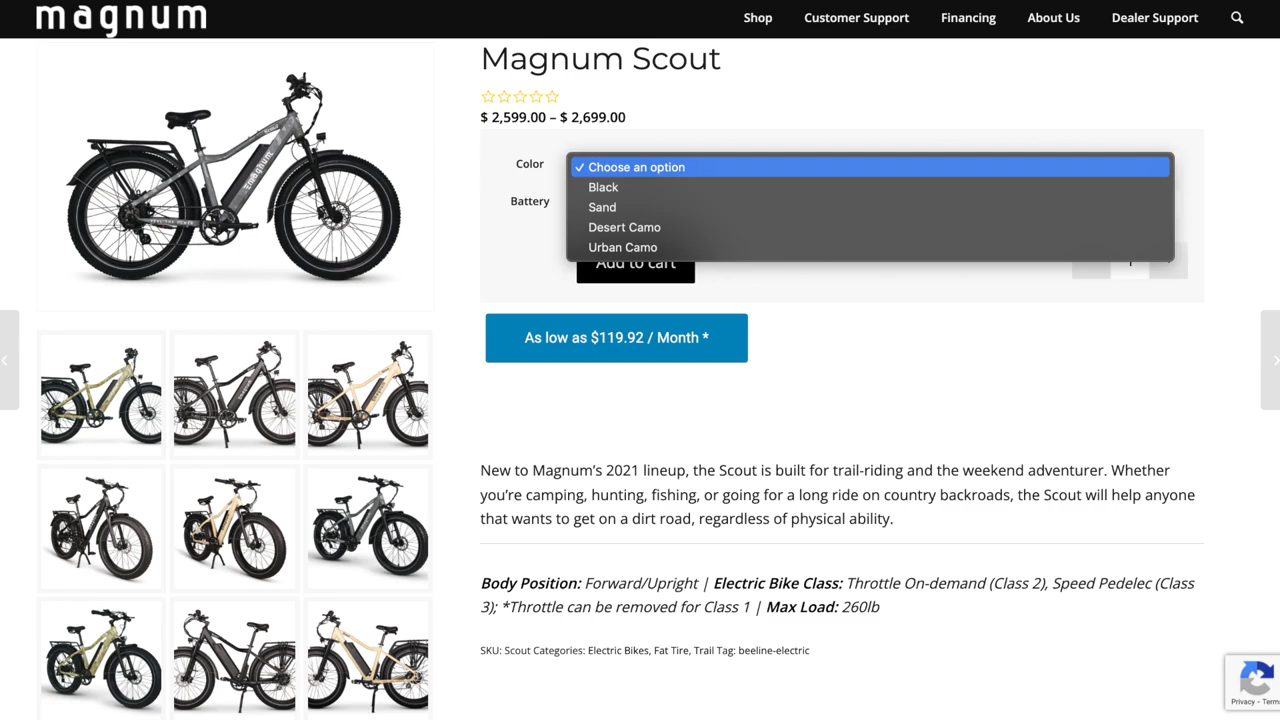 magnum
Shop
Customer Support
Financing
About Us
Dealer Support
Magnum Scout
$ 2,599.00 – $ 2,699.00
Color
✓ Choose an option
Black
Sand
Desert Camo
Urban Camo
Battery
Add to cart
As low as $119.92 / Month *
New to Magnum’s 2021 lineup, the Scout is built for trail-riding and the weekend adventurer. Whether
you’re camping, hunting, fishing, or going for a long ride on country backroads, the Scout will help anyone
that wants to get on a dirt road, regardless of physical ability.
Body Position: Forward/Upright | Electric Bike Class: Throttle On-demand (Class 2), Speed Pedelec (Class
3); *Throttle can be removed for Class 1 | Max Load: 260lb
SKU: Scout Categories: Electric Bikes, Fat Tire, Trail Tag: beeline-electric
Privacy - Terms